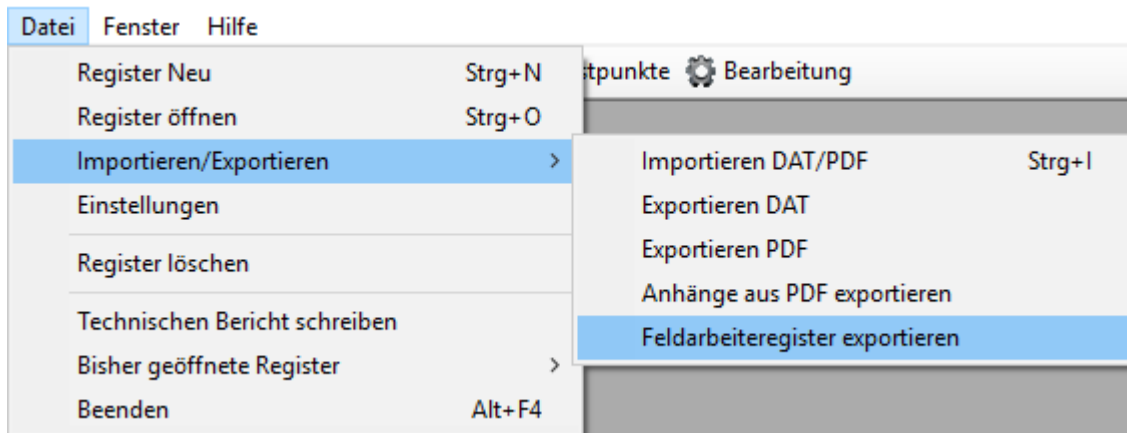 Datei Fenster Hilfe
Register Neu Strg+N
tpunkte Bearbeitung
Register öffnen Strg+O
Importieren/Exportieren >
Importieren DAT/PDF Strg+I
Einstellungen
Exportieren DAT
Exportieren PDF
Register löschen
Anhänge aus PDF exportieren
Technischen Bericht schreiben
Feldarbeiteregister exportieren
Bisher geöffnete Register >
Beenden Alt+F4